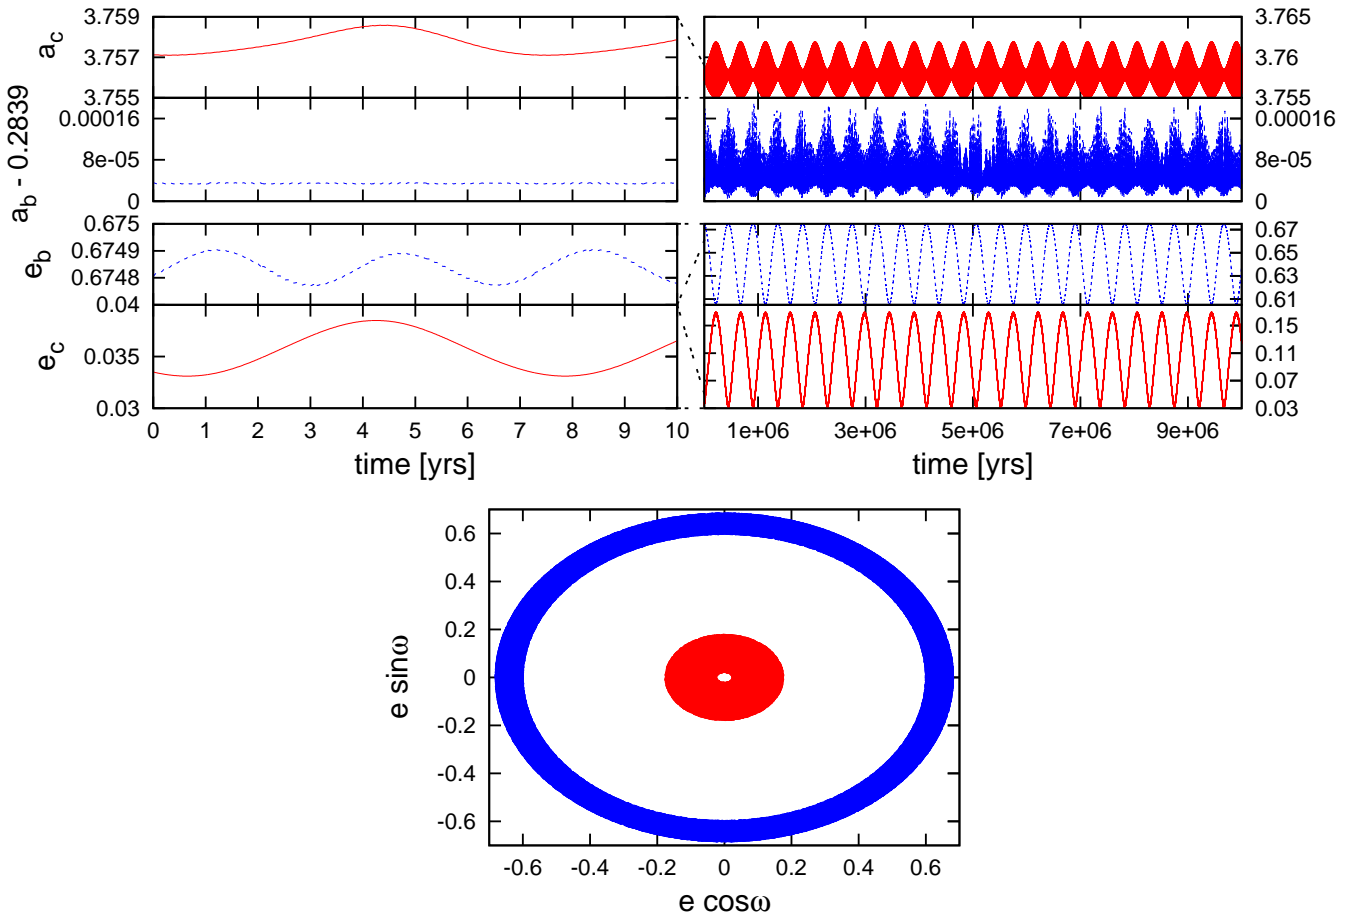 3.759
3.757
3.755
a_c
3.765
3.76
3.755
0.00016
8e-05
0
a_b - 0.2839
0.00016
8e-05
0
0.675
0.6749
0.6748
e_b
0.67
0.65
0.63
0.61
0.04
0.035
0.03
e_c
0.15
0.11
0.07
0.03
0 1 2 3 4 5 6 7 8 9 10
1e+06 3e+06 5e+06 7e+06 9e+06
time [yrs]
time [yrs]
0.6
0.4
0.2
0
-0.2
-0.4
-0.6
e sinω
-0.6 -0.4 -0.2 0 0.2 0.4 0.6
e cosω